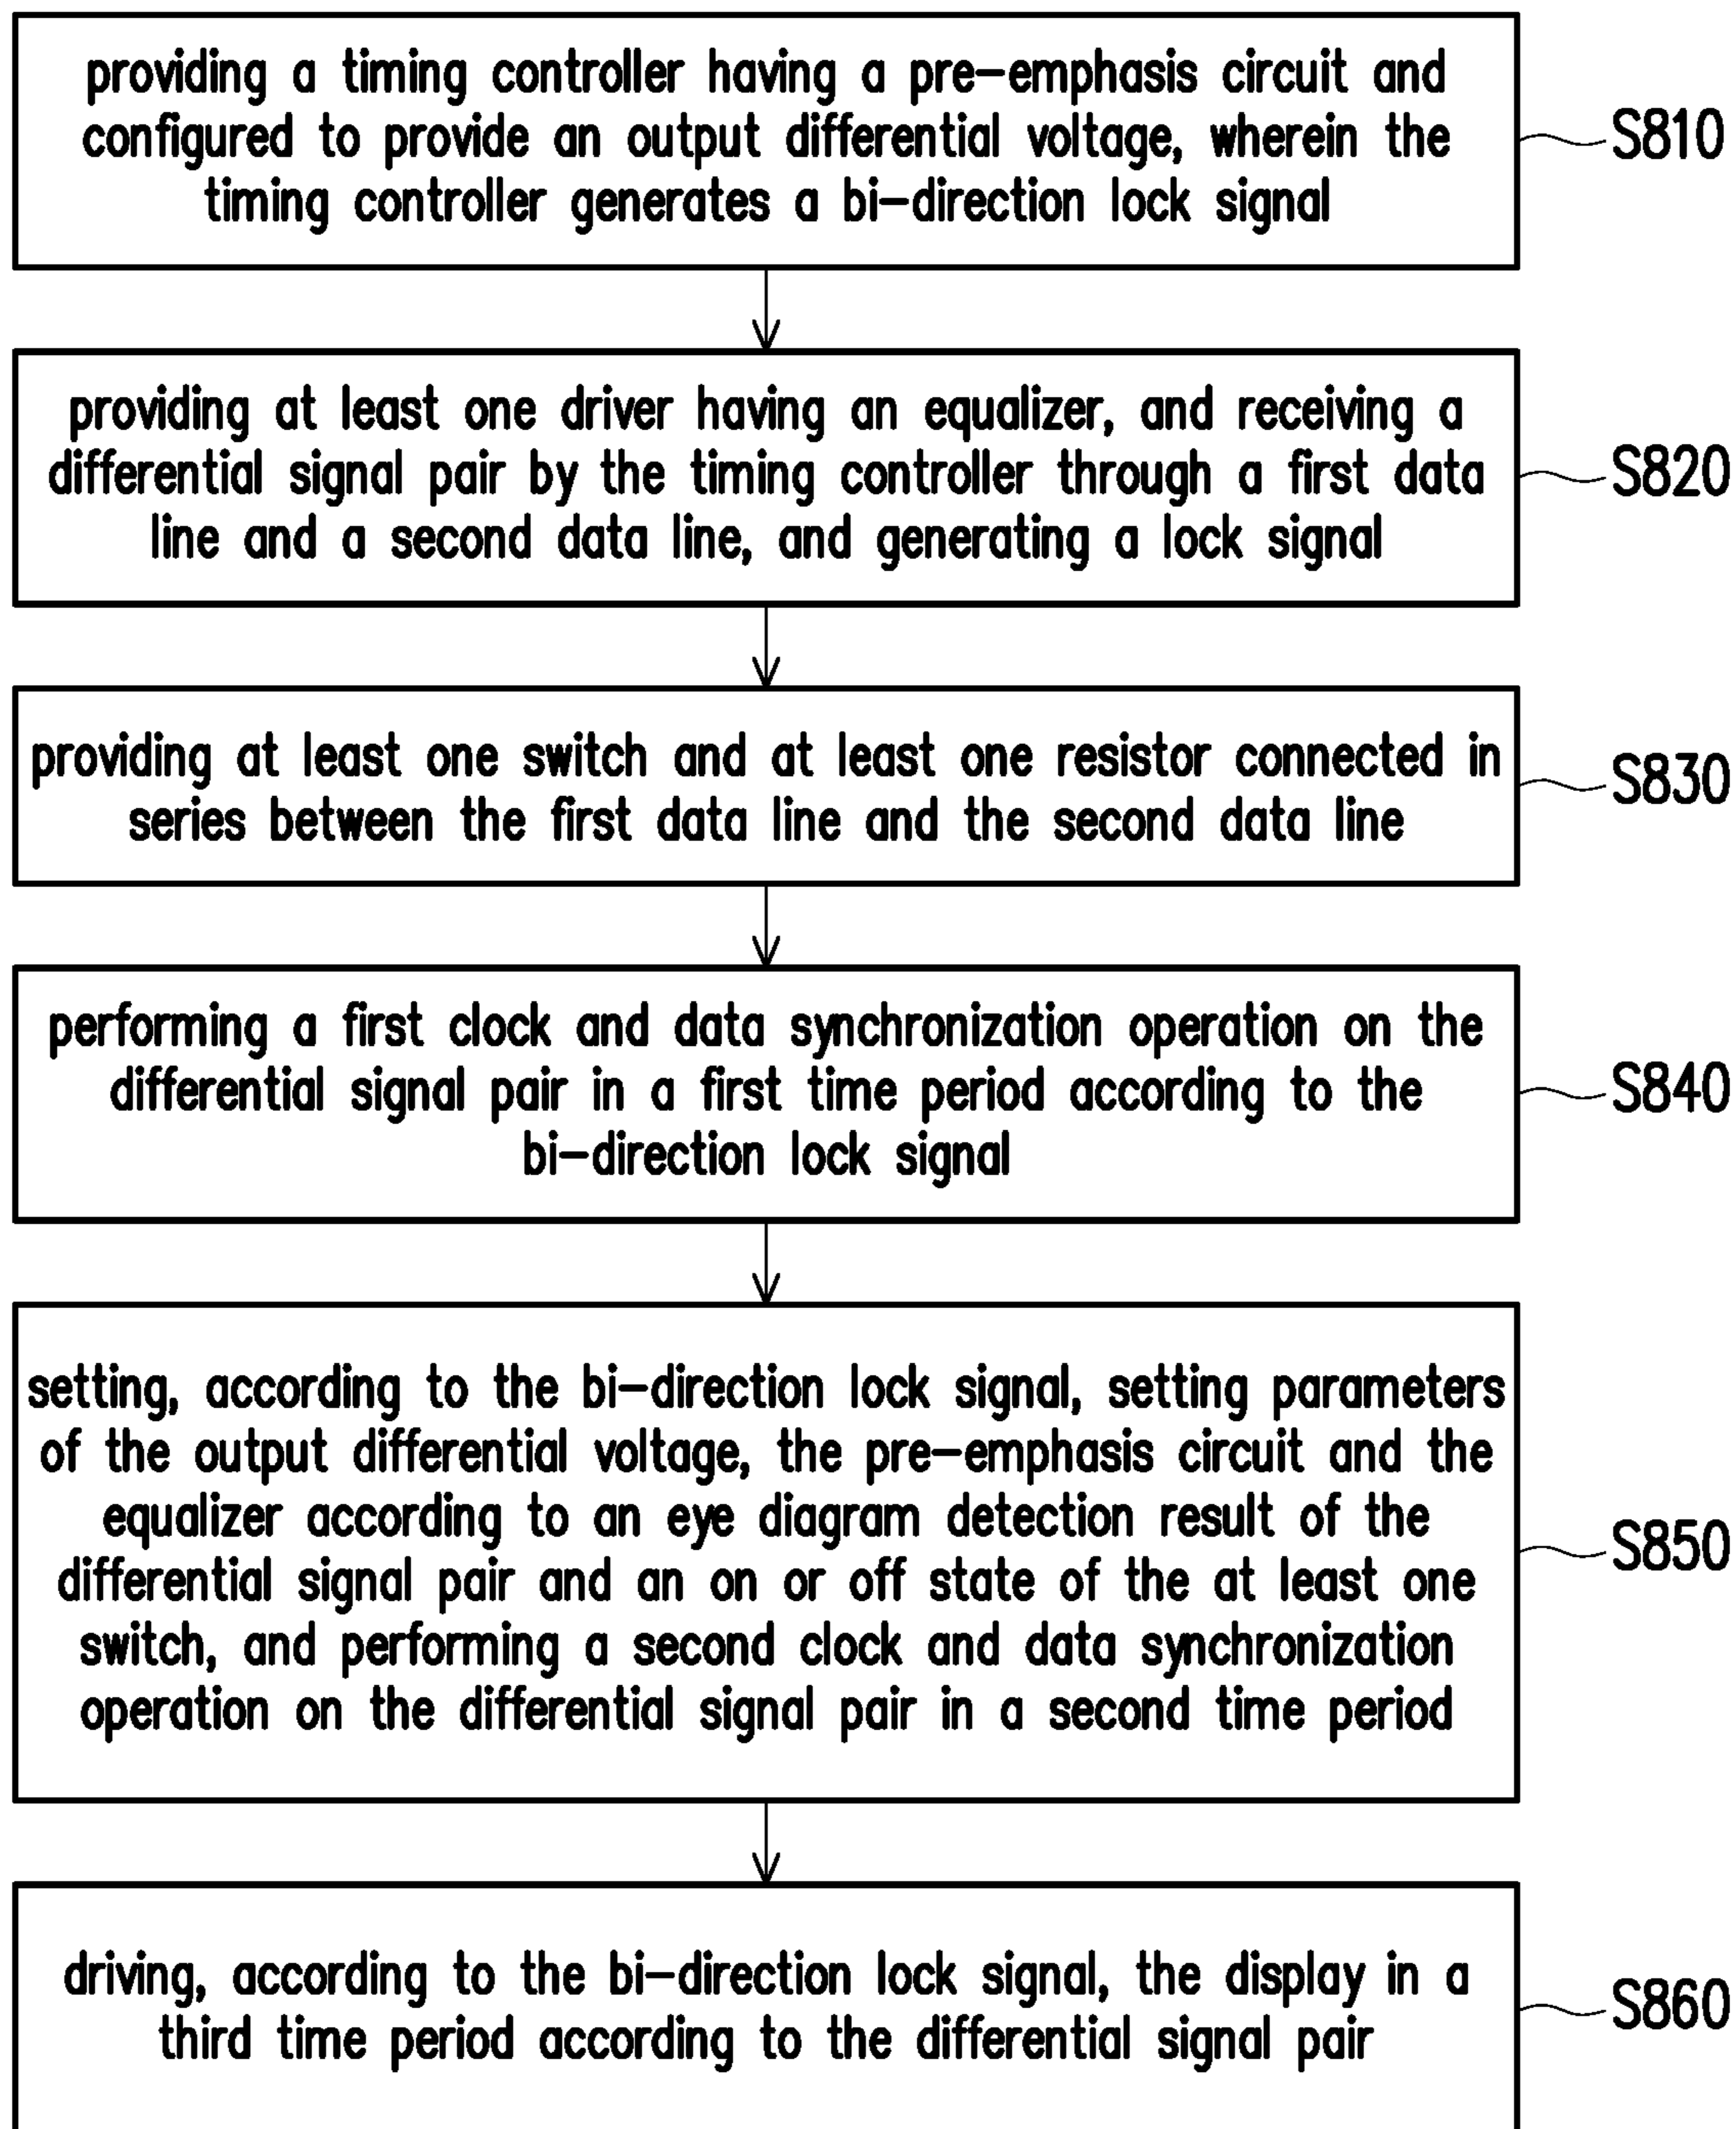 providing a timing controller having a pre-emphasis circuit and
configured to provide an output differential voltage, wherein the
timing controller generates a bi-direction lock signal
S810
providing at least one driver having an equalizer, and receiving a
differential signal pair by the timing controller through a first data
line and a second data line, and generating a lock signal
S820
providing at least one switch and at least one resistor connected in
series between the first data line and the second data line
S830
performing a first clock and data synchronization operation on the
differential signal pair in a first time period according to the
bi-direction lock signal
S840
setting, according to the bi-direction lock signal, setting parameters
of the output differential voltage, the pre-emphasis circuit and the
equalizer according to an eye diagram detection result of the
differential signal pair and an on or off state of the at least one
switch, and performing a second clock and data synchronization
operation on the differential signal pair in a second time period
S850
driving, according to the bi-direction lock signal, the display in a
third time period according to the differential signal pair
S860